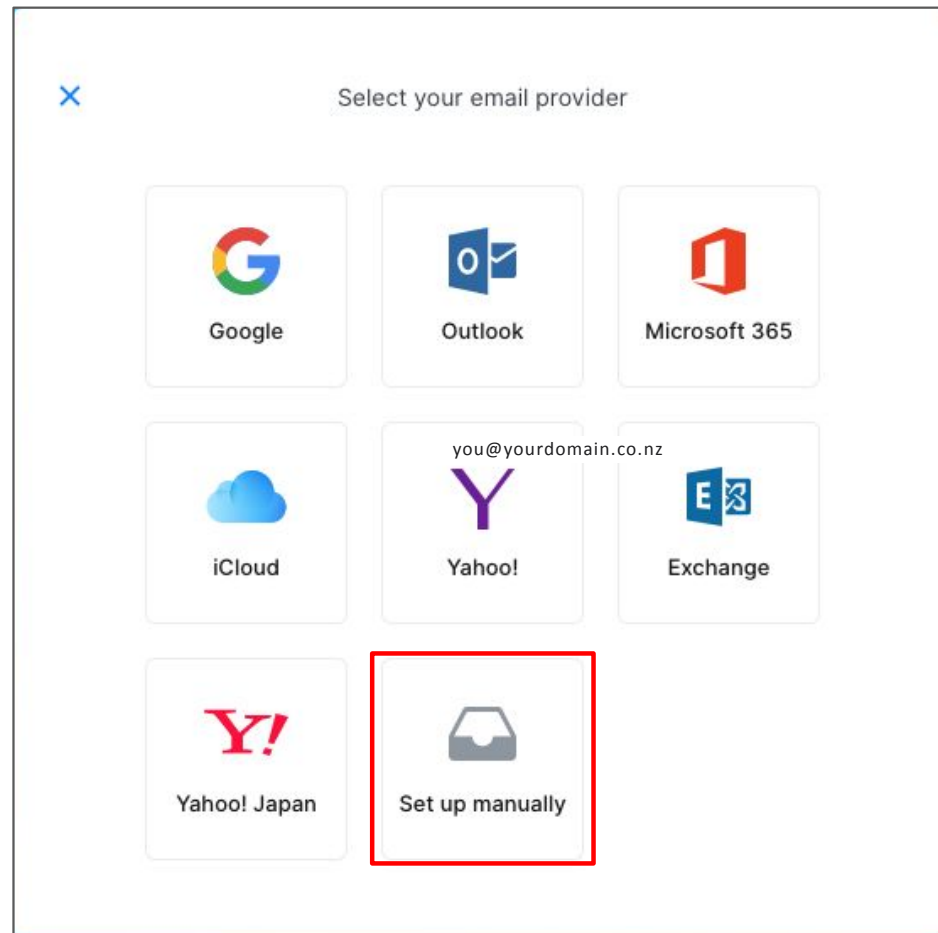 Select your email provider
Google
Outlook
Microsoft 365
you@yourdomain.co.nz
iCloud
Yahoo!
Exchange
Yahoo! Japan
Set up manually